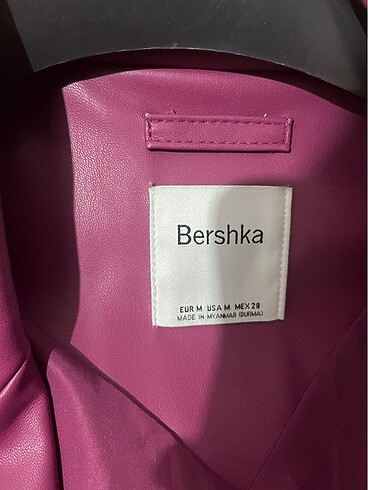 Bershka
EUR M USA M MEX 28
MADE IN MYANMAR (BURMA)